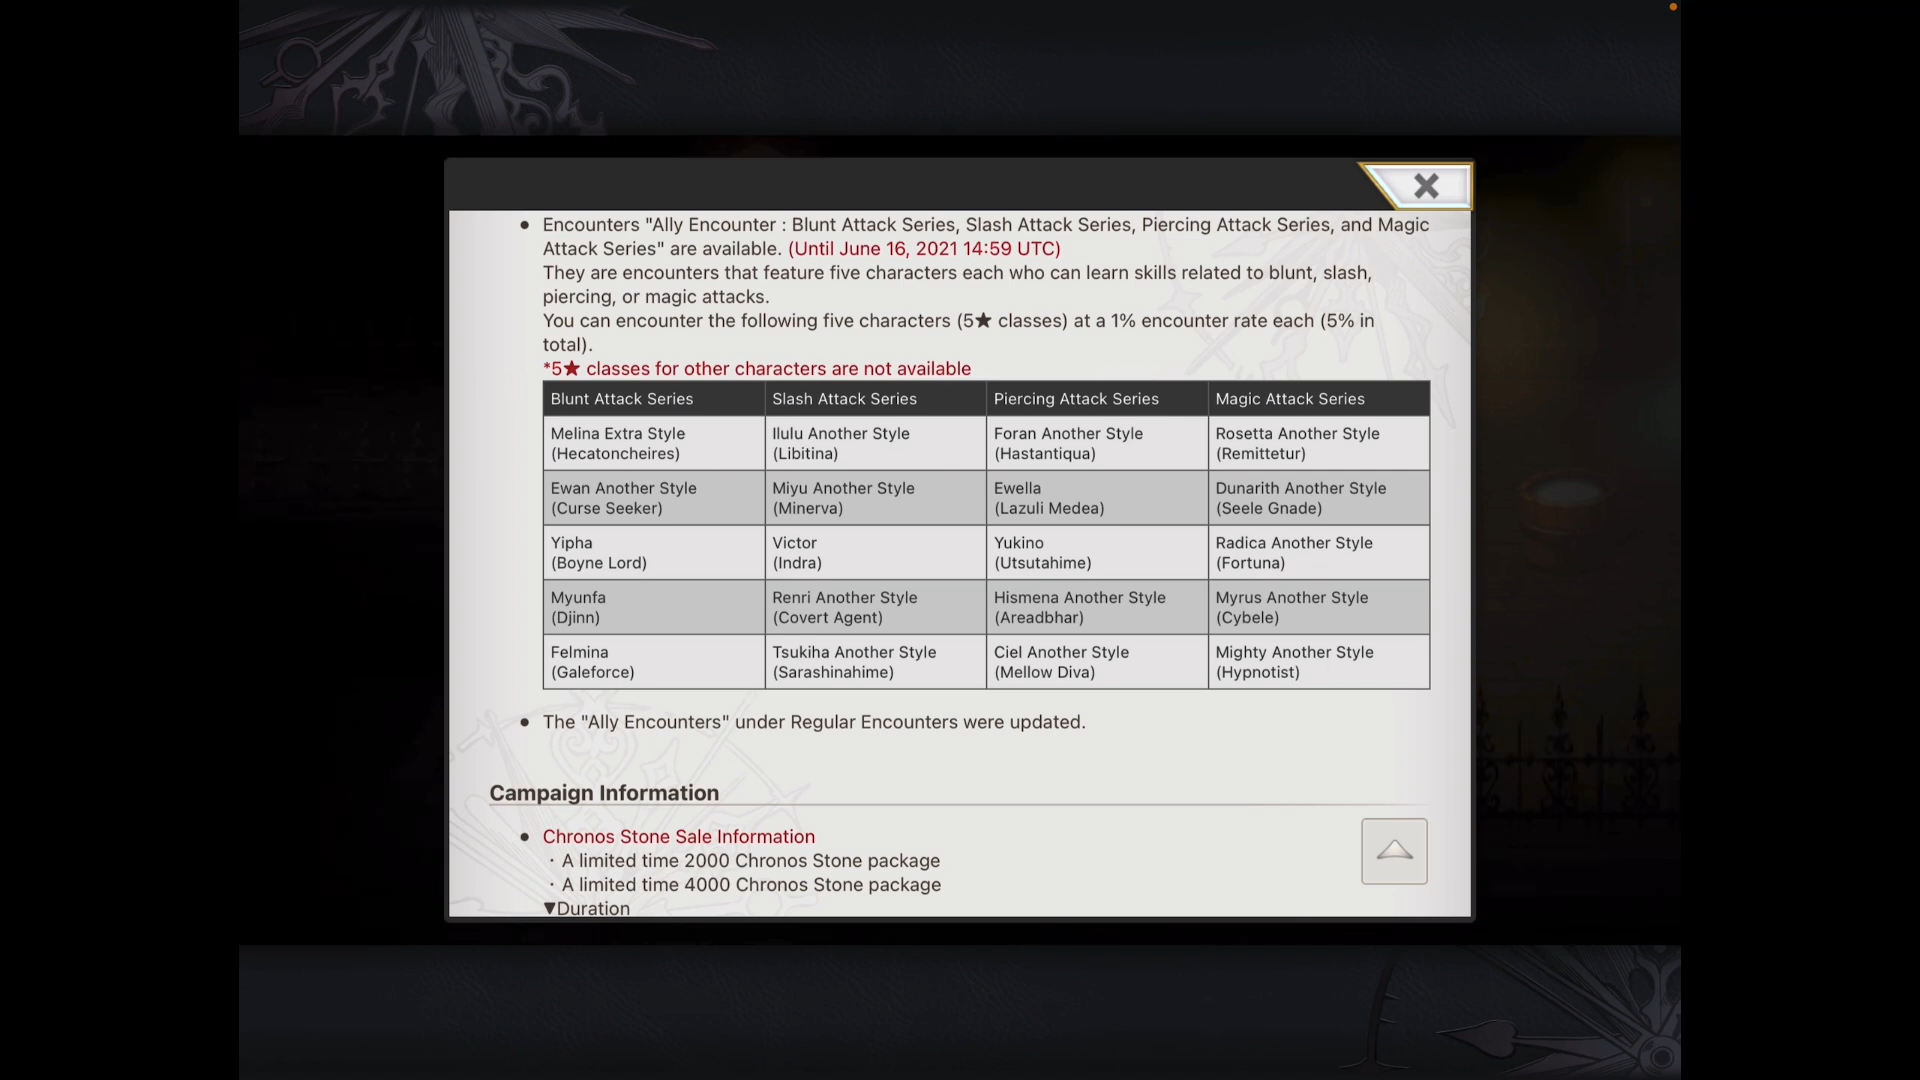 • Encounters "Ally Encounter : Blunt Attack Series, Slash Attack Series, Piercing Attack Series, and Magic
Attack Series" are available. (Until June 16, 2021 14:59 UTC)
They are encounters that feature five characters each who can learn skills related to blunt, slash,
piercing, or magic attacks.
You can encounter the following five characters (5★ classes) at a 1% encounter rate each (5% in
total).
*5★ classes for other characters are not available
Blunt Attack Series Slash Attack Series Piercing Attack Series Magic Attack Series
Melina Extra Style Ilulu Another Style Foran Another Style Rosetta Another Style
(Hecatoncheires) (Libitina) (Hastantiqua) (Remittetur)
Ewan Another Style Miyu Another Style Ewella Dunarith Another Style
(Curse Seeker) (Minerva) (Lazuli Medea) (Seele Gnade)
Yipha Victor Yukino Radica Another Style
(Boyne Lord) (Indra) (Utsutahime) (Fortuna)
Myunfa Renri Another Style Hismena Another Style Myrus Another Style
(Djinn) (Covert Agent) (Areadbhar) (Cybele)
Felmina Tsukiha Another Style Ciel Another Style Mighty Another Style
(Galeforce) (Sarashinahime) (Mellow Diva) (Hypnotist)
• The "Ally Encounters" under Regular Encounters were updated.
Campaign Information
• Chronos Stone Sale Information
・A limited time 2000 Chronos Stone package
・A limited time 4000 Chronos Stone package
▼Duration